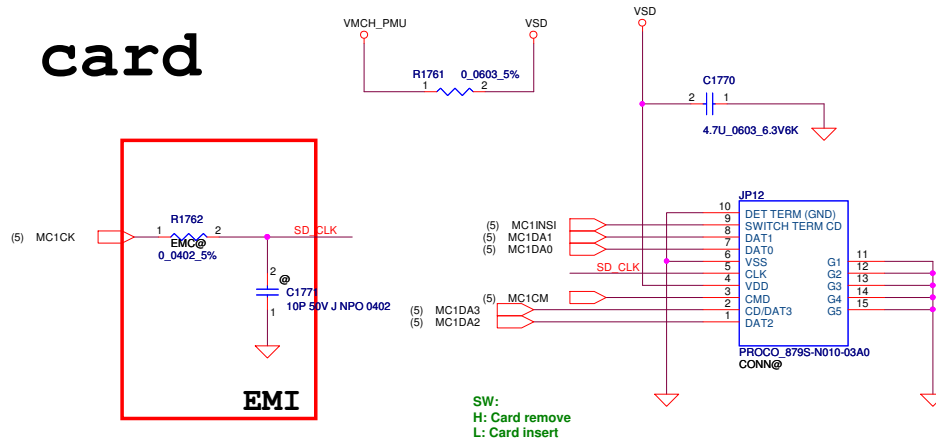 card
VMCH_PMU
VSD
R1761
0_0603_5%
1
2
VSD
C1770
2
1
4.7U_0603_6.3V6K
R1762
(5) MC1CK
1
2
SD_CLK
EMC@
0_0402_5%
2
@
C1771
1
10P 50V J NPO 0402
EMI
JP12
10 DET TERM (GND)
(5) MC1INSI 9 SWITCH TERM CD
(5) MC1DA1 8 DAT1
(5) MC1DA0 7 DAT0
6 VSS G1 11
SD_CLK 5 CLK G2 12
4 VDD G3 13
(5) MC1CM 3 CMD G4 14
(5) MC1DA3 2 CD/DAT3 G5 15
(5) MC1DA2 1 DAT2
PROCO_879S-N010-03A0
CONN@
SW:
H: Card remove
L: Card insert